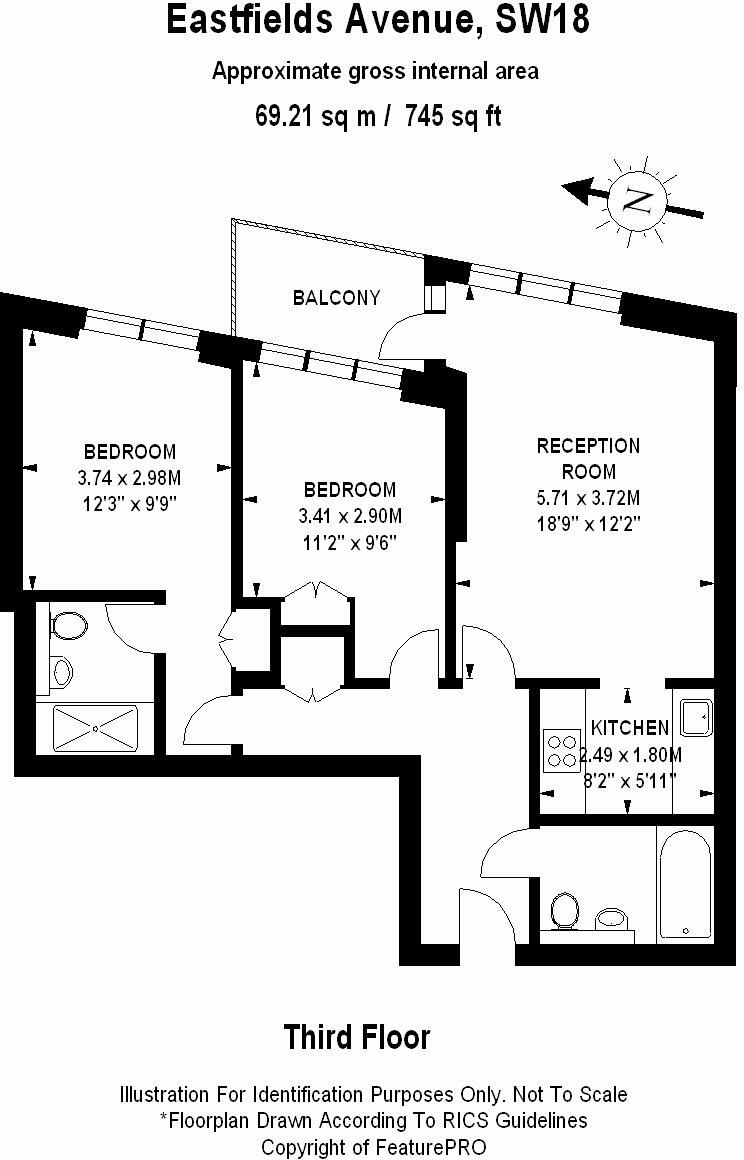 Eastfields Avenue, SW18
Approximate gross internal area
69.21 sq m / 745 sq ft
N
BALCONY
BEDROOM
3.74 x 2.98M
12'3" x 9'9"
BEDROOM
3.41 x 2.90M
11'2" x 9'6"
RECEPTION
ROOM
5.71 x 3.72M
18'9" x 12'2"
KITCHEN
2.49 x 1.80M
8'2" x 5'11"
Third Floor
Illustration For Identification Purposes Only. Not To Scale
*Floorplan Drawn According To RICS Guidelines
Copyright of FeaturePRO